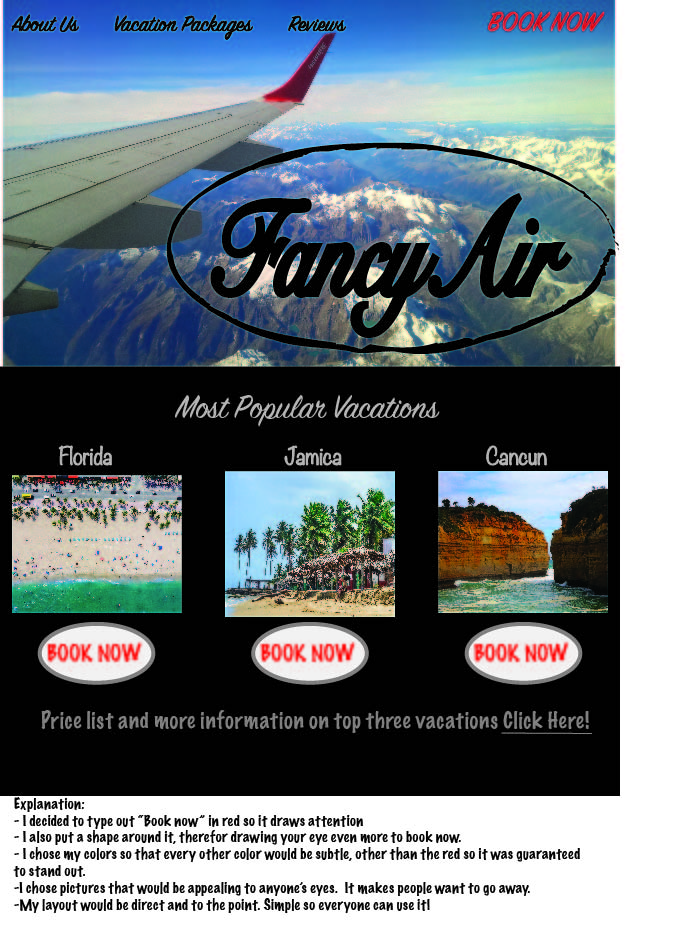 About Us Vacation Packages Reviews BOOK NOW
Fancy Air
Most Popular Vacations
Florida Jamica Cancun
BOOK NOW BOOK NOW BOOK NOW
Price list and more information on top three vacations Click Here!
Explanation:
- I decided to type out "Book now" in red so it draws attention
- I also put a shape around it, therefor drawing your eye even more to book now.
- I chose my colors so that every other color would be subtle, other than the red so it was guaranteed
to stand out.
-I chose pictures that would be appealing to anyone's eyes. It makes people want to go away.
-My layout would be direct and to the point. Simple so everyone can use it!